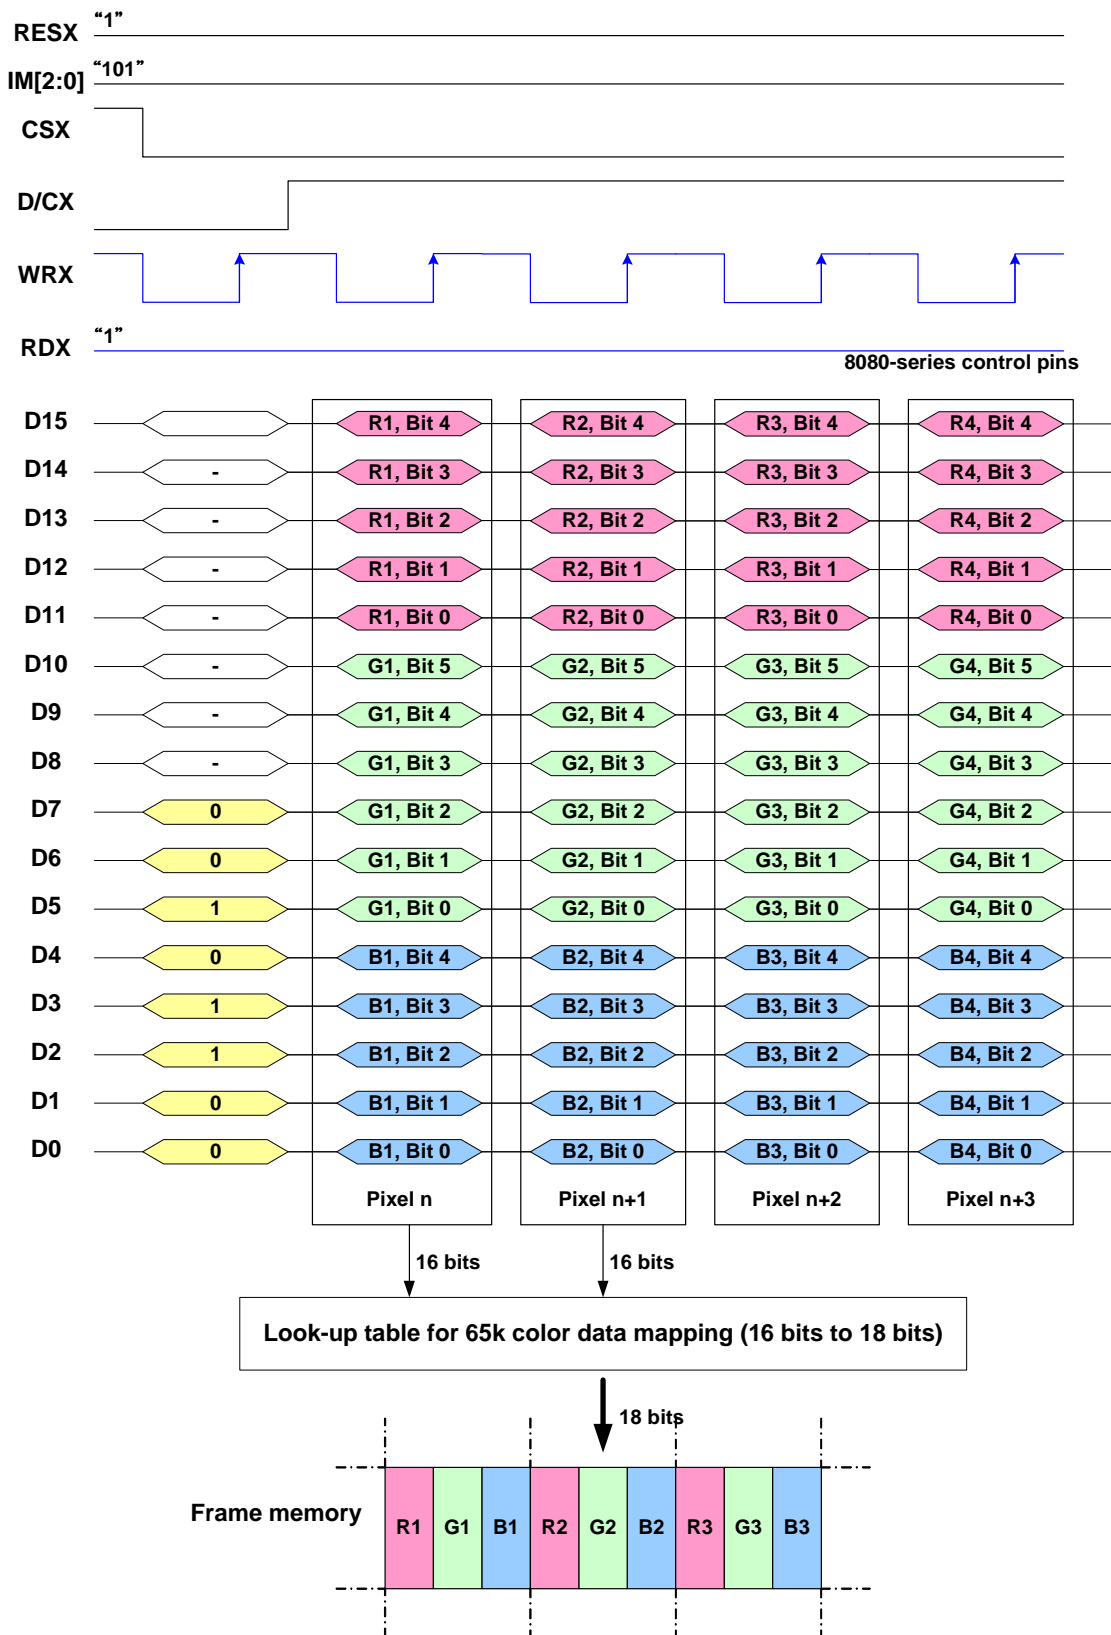 RESX “1”
IM[2:0] “101”
CSX
D/CX
WRX
RDX “1”
8080-series control pins
D15 R1, Bit 4 R2, Bit 4 R3, Bit 4 R4, Bit 4
D14 - R1, Bit 3 R2, Bit 3 R3, Bit 3 R4, Bit 3
D13 - R1, Bit 2 R2, Bit 2 R3, Bit 2 R4, Bit 2
D12 - R1, Bit 1 R2, Bit 1 R3, Bit 1 R4, Bit 1
D11 - R1, Bit 0 R2, Bit 0 R3, Bit 0 R4, Bit 0
D10 - G1, Bit 5 G2, Bit 5 G3, Bit 5 G4, Bit 5
D9 - G1, Bit 4 G2, Bit 4 G3, Bit 4 G4, Bit 4
D8 - G1, Bit 3 G2, Bit 3 G3, Bit 3 G4, Bit 3
D7 0 G1, Bit 2 G2, Bit 2 G3, Bit 2 G4, Bit 2
D6 0 G1, Bit 1 G2, Bit 1 G3, Bit 1 G4, Bit 1
D5 1 G1, Bit 0 G2, Bit 0 G3, Bit 0 G4, Bit 0
D4 0 B1, Bit 4 B2, Bit 4 B3, Bit 4 B4, Bit 4
D3 1 B1, Bit 3 B2, Bit 3 B3, Bit 3 B4, Bit 3
D2 1 B1, Bit 2 B2, Bit 2 B3, Bit 2 B4, Bit 2
D1 0 B1, Bit 1 B2, Bit 1 B3, Bit 1 B4, Bit 1
D0 0 B1, Bit 0 B2, Bit 0 B3, Bit 0 B4, Bit 0
Pixel n Pixel n+1 Pixel n+2 Pixel n+3
16 bits 16 bits
Look-up table for 65k color data mapping (16 bits to 18 bits)
18 bits
Frame memory R1 G1 B1 R2 G2 B2 R3 G3 B3